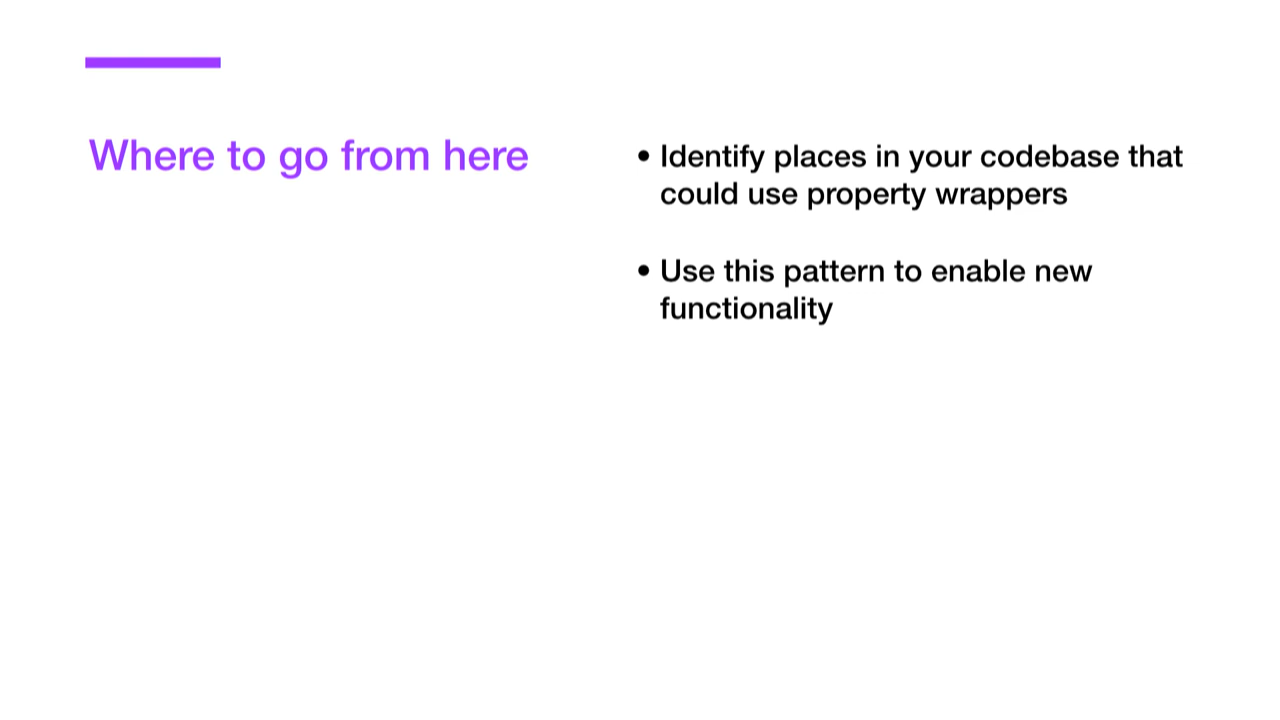 Where to go from here
• Identify places in your codebase that
could use property wrappers
• Use this pattern to enable new
functionality